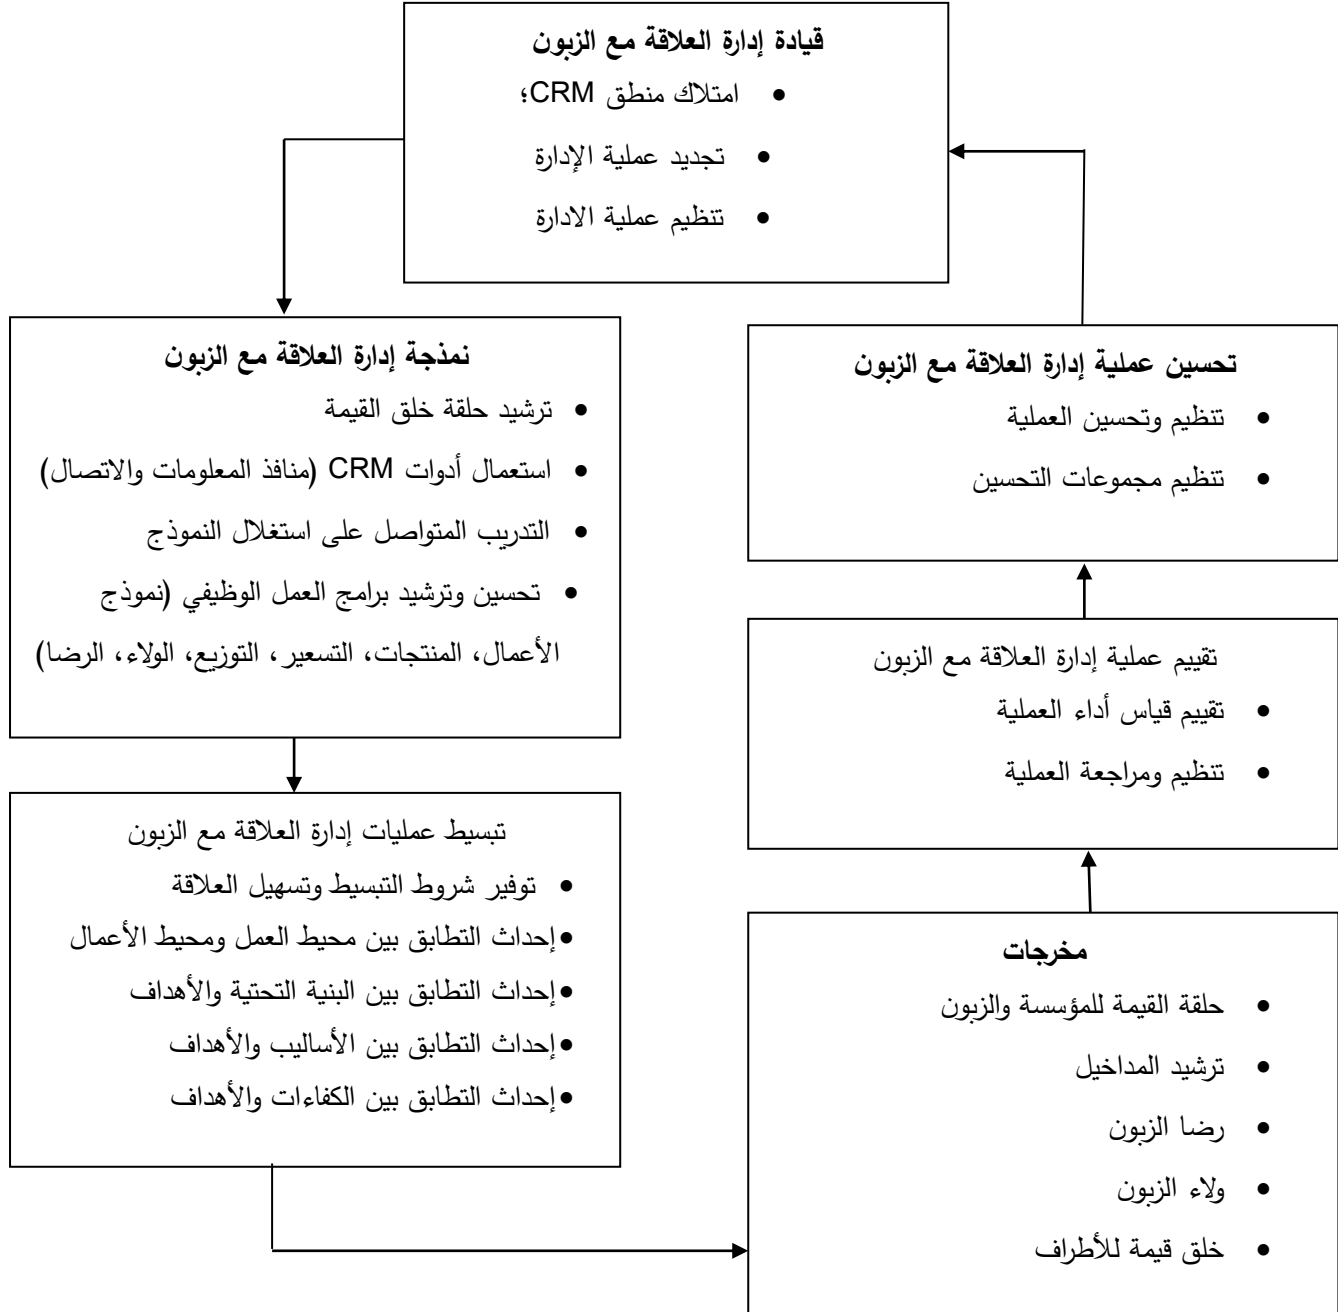 قيادة إدارة العلاقة مع الزبون
• امتلاك منطق CRM؛
• تجديد عملية الإدارة
• تنظيم عملية الادارة
نمذجة إدارة العلاقة مع الزبون
• ترشيد حلقة خلق القيمة
• استعمال أدوات CRM (منافذ المعلومات والاتصال)
• التدريب المتواصل على استغلال النموذج
• تحسين وترشيد برامج العمل الوظيفي (نموذج
الأعمال، المنتجات، التسعير، التوزيع، الولاء، الرضا)
تبسيط عمليات إدارة العلاقة مع الزبون
• توفير شروط التبسيط وتسهيل العلاقة
•إحداث التطابق بين محيط العمل ومحيط الأعمال
•إحداث التطابق بين البنية التحتية والأهداف
•إحداث التطابق بين الأساليب والأهداف
•إحداث التطابق بين الكفاءات والأهداف
مخرجات
• حلقة القيمة للمؤسسة والزبون
• ترشيد المداخيل
• رضا الزبون
• ولاء الزبون
• خلق قيمة للأطراف
تقييم عملية إدارة العلاقة مع الزبون
• تقييم قياس أداء العملية
• تنظيم ومراجعة العملية
تحسين عملية إدارة العلاقة مع الزبون
• تنظيم وتحسين العملية
• تنظيم مجموعات التحسين